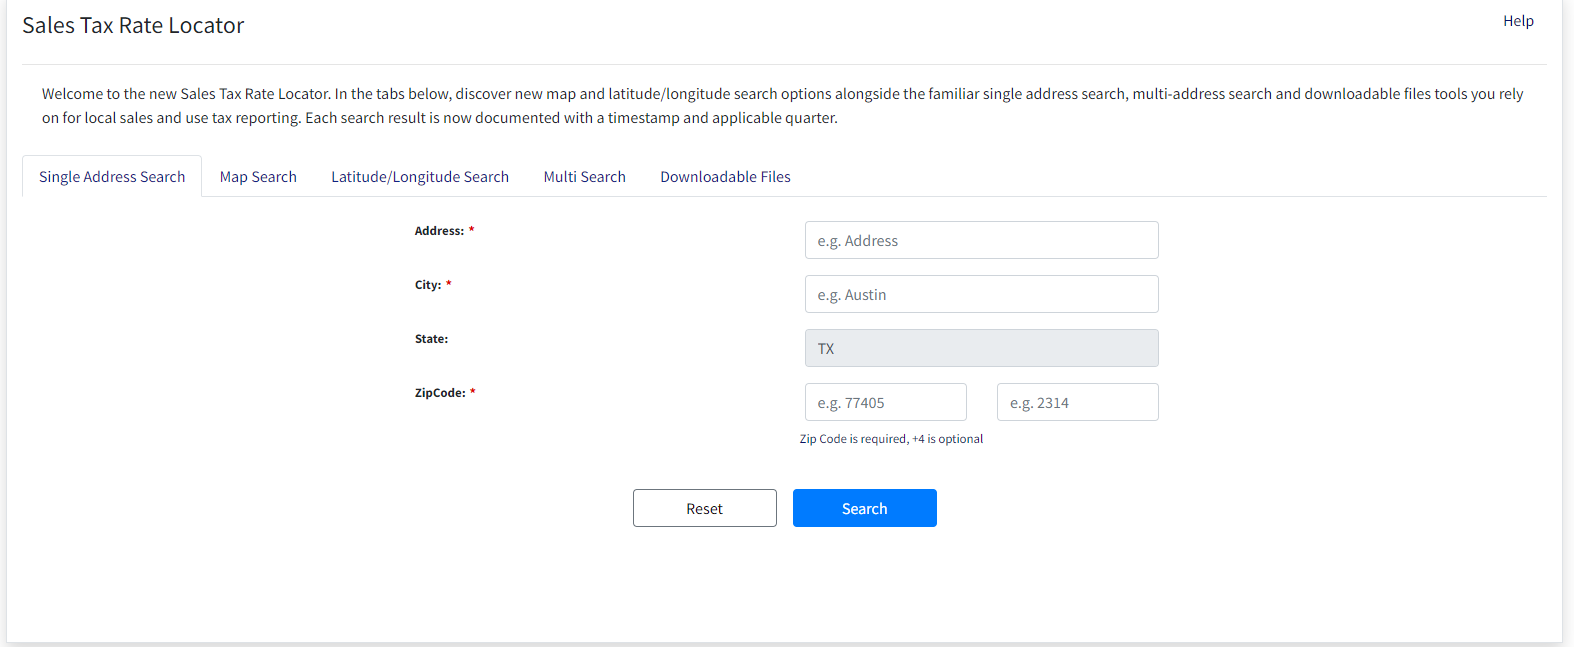 Sales Tax Rate Locator
Help
Welcome to the new Sales Tax Rate Locator. In the tabs below, discover new map and latitude/longitude search options alongside the familiar single address search, multi-address search and downloadable files tools you rely
on for local sales and use tax reporting. Each search result is now documented with a timestamp and applicable quarter.
Single Address Search Map Search Latitude/Longitude Search Multi Search Downloadable Files
Address: * e.g. Address
City: * e.g. Austin
State: TX
ZipCode: * e.g. 77405 e.g. 2314
Zip Code is required, +4 is optional
Reset Search